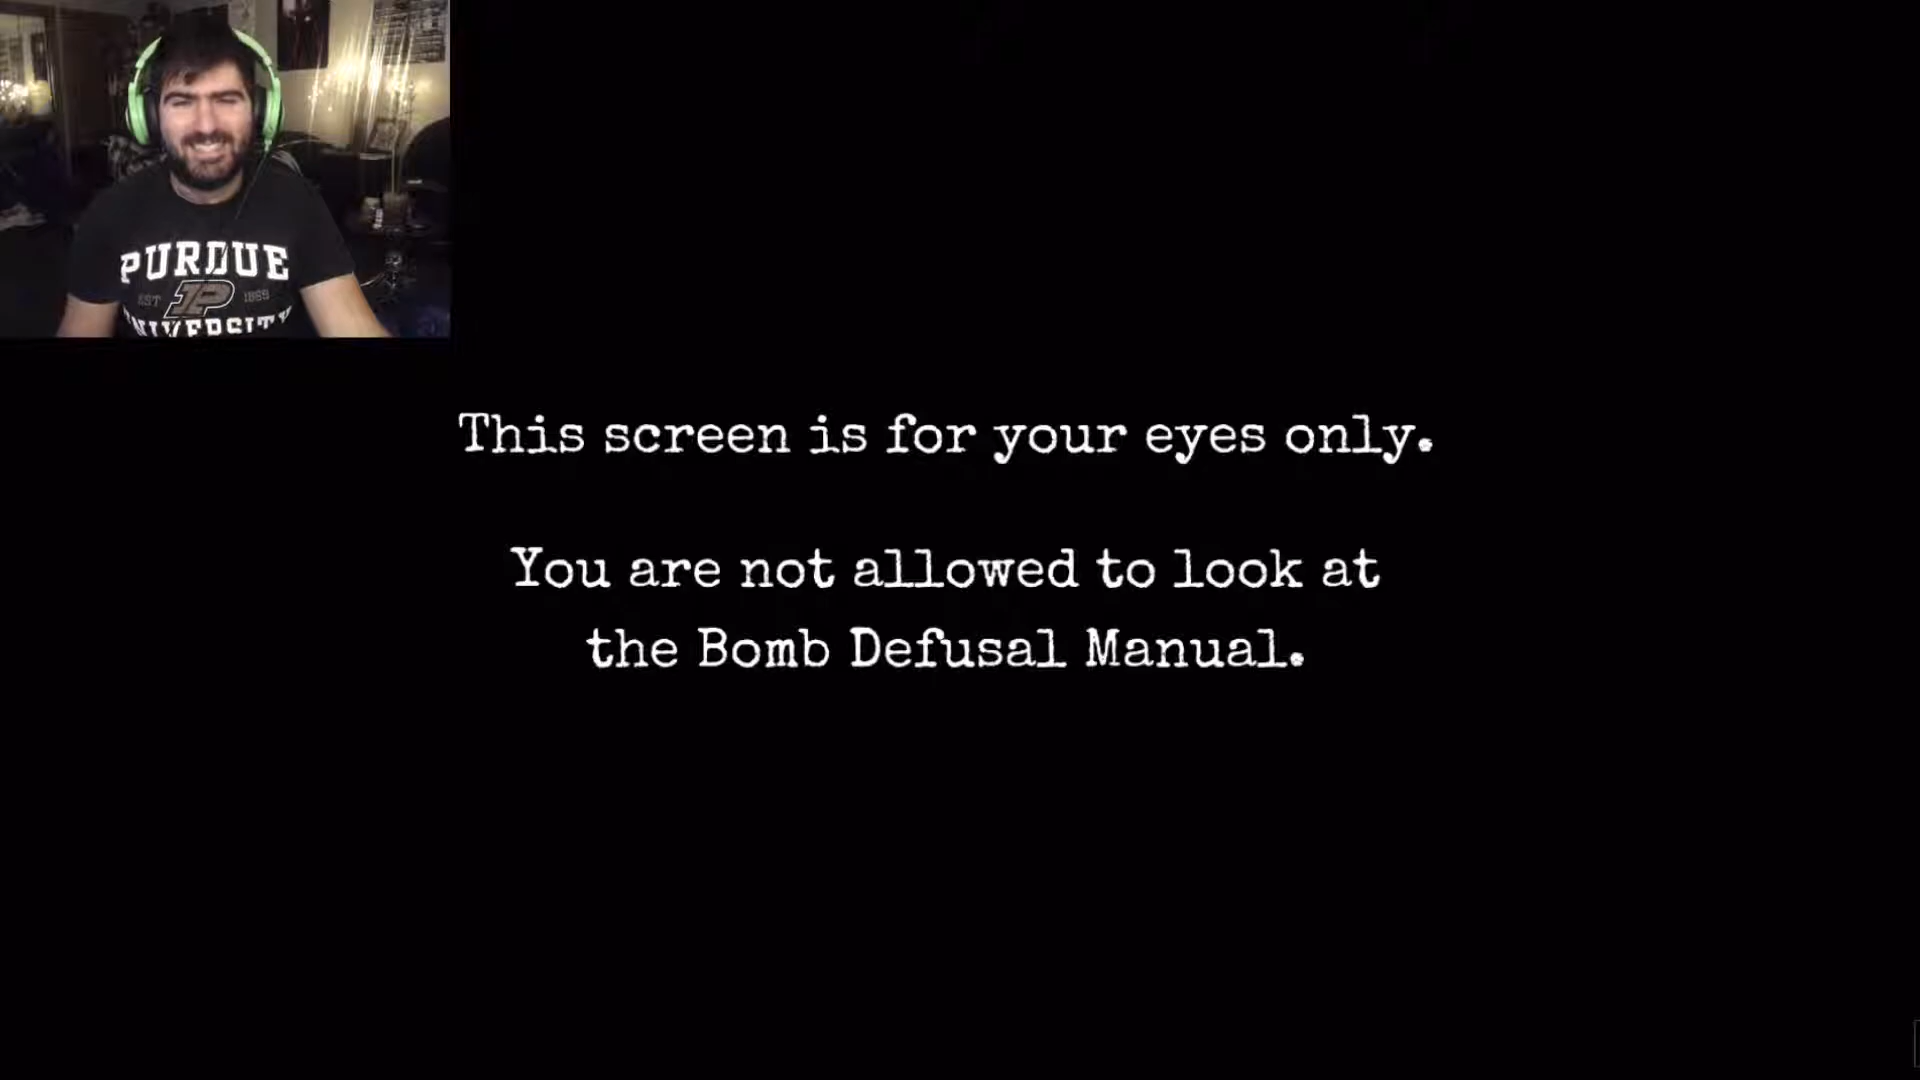 PURDUE
EST P 1869
UNIVERSITY
This screen is for your eyes only.
You are not allowed to look at
the Bomb Defusal Manual.